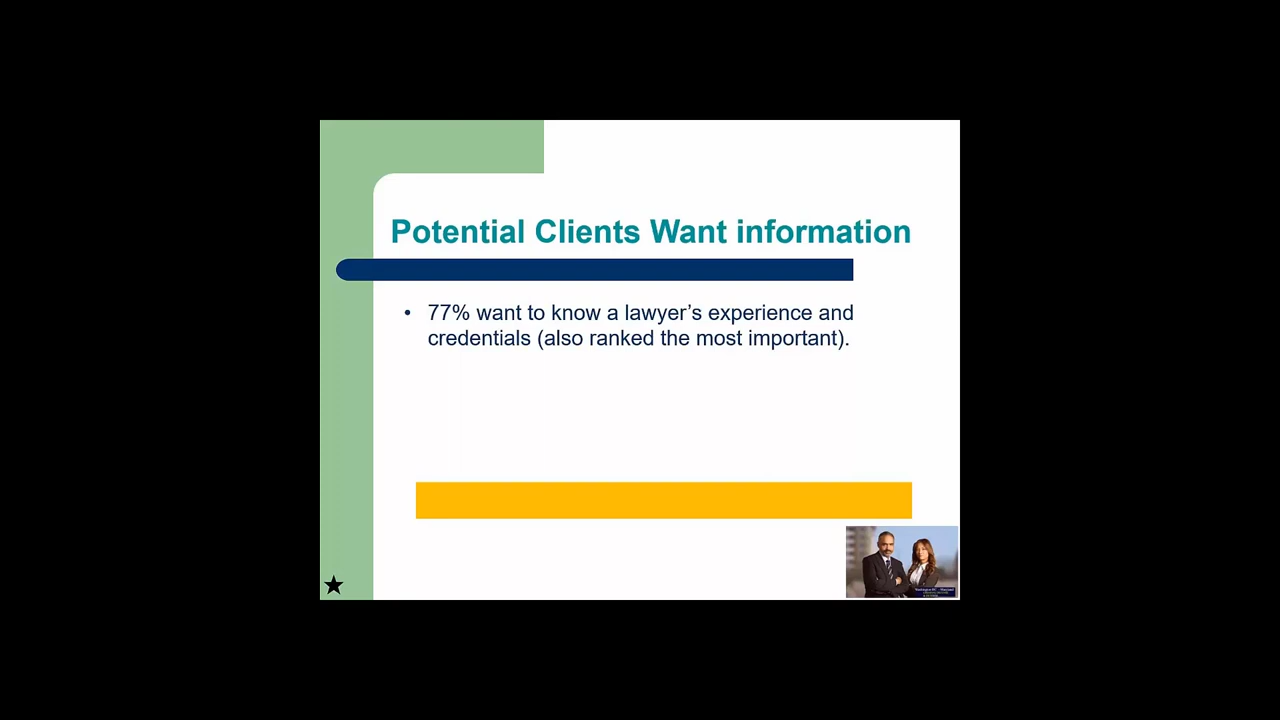 Potential Clients Want information
• 77% want to know a lawyer’s experience and
credentials (also ranked the most important).